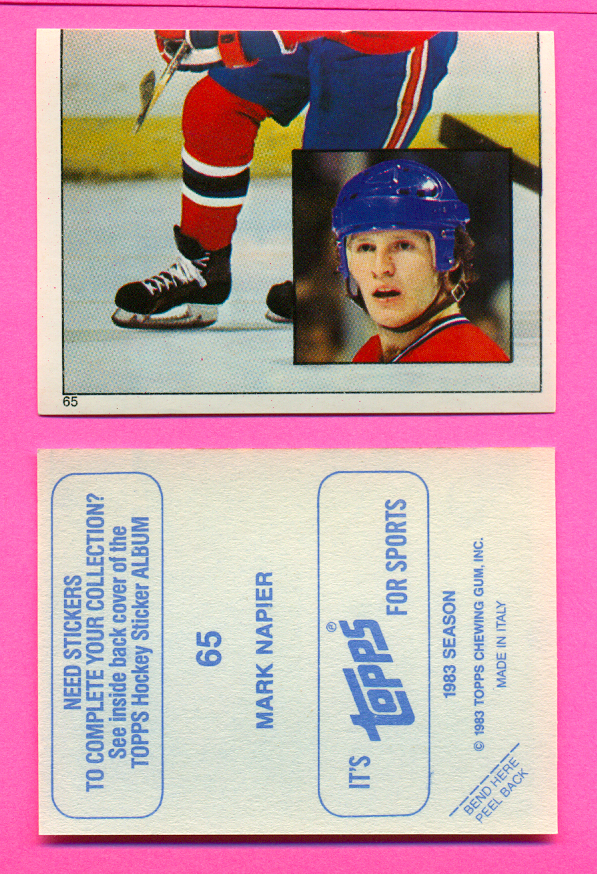 65
NEED STICKERS
TO COMPLETE YOUR COLLECTION?
See inside back cover of the
TOPPS Hockey Sticker ALBUM
65
MARK NAPIER
IT'S topps® FOR SPORTS
1983 SEASON
© 1983 TOPPS CHEWING GUM, INC.
MADE IN ITALY
BEND HERE
PEEL BACK